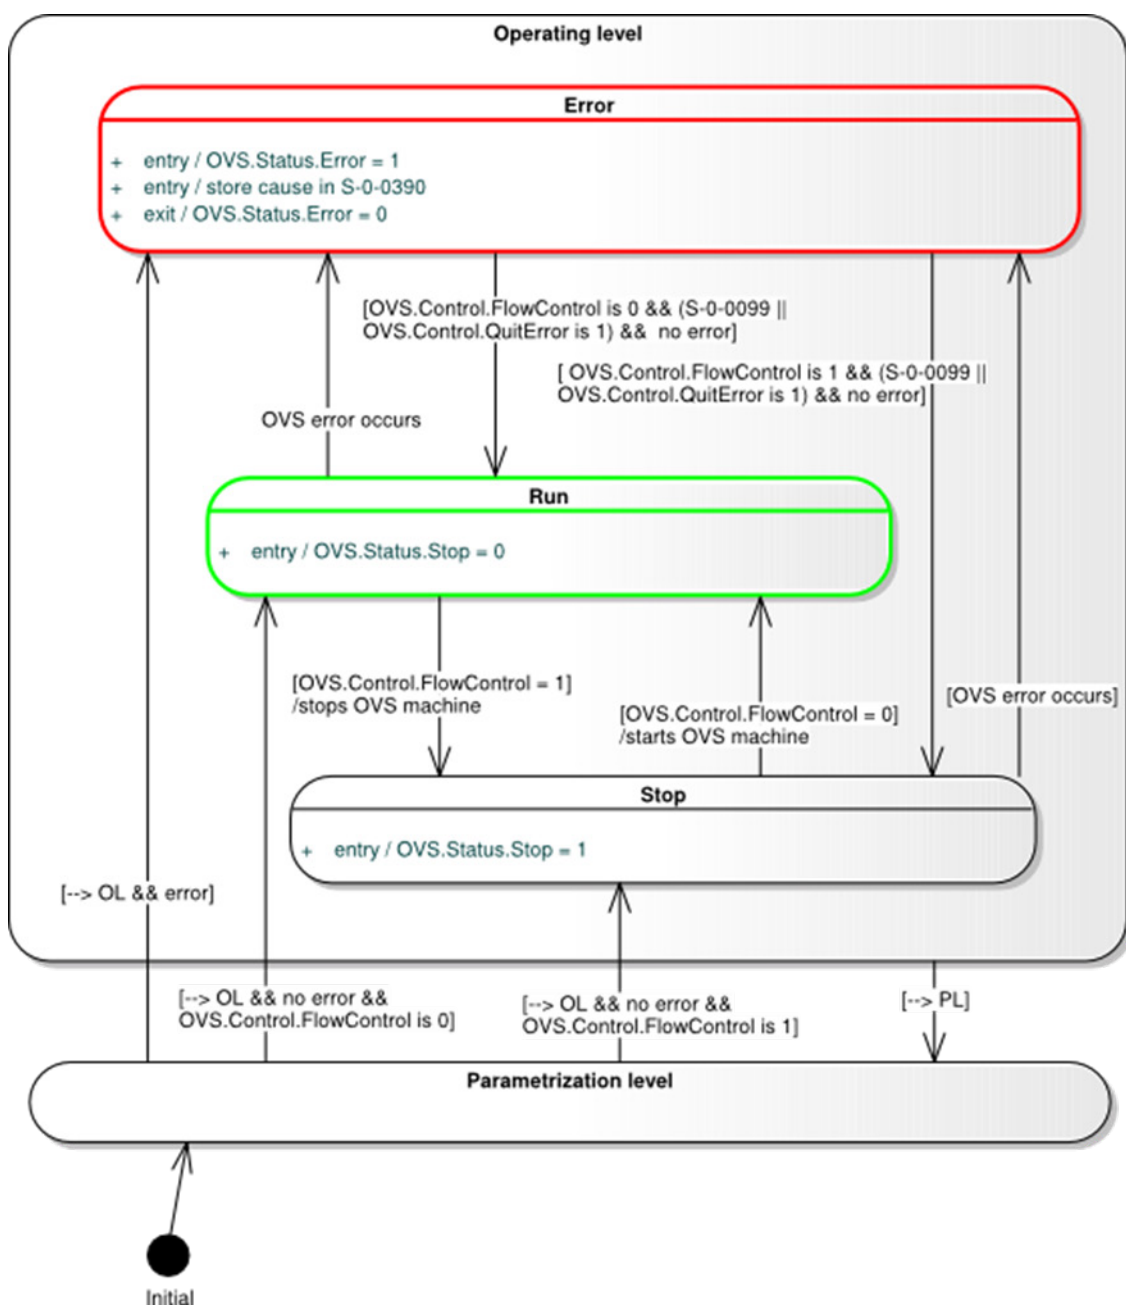 Operating level
Error
+ entry / OVS.Status.Error = 1
+ entry / store cause in S-0-0390
+ exit / OVS.Status.Error = 0
[OVS.Control.FlowControl is 0 && (S-0-0099 ||
OVS.Control.QuitError is 1) && no error]
[ OVS.Control.FlowControl is 1 && (S-0-0099 ||
OVS.Control.QuitError is 1) && no error]
OVS error occurs
Run
+ entry / OVS.Status.Stop = 0
[OVS.Control.FlowControl = 1]
/stops OVS machine
[OVS.Control.FlowControl = 0]
/starts OVS machine
[OVS error occurs]
Stop
+ entry / OVS.Status.Stop = 1
[--> OL && error]
[--> OL && no error &&
OVS.Control.FlowControl is 0]
[--> OL && no error &&
OVS.Control.FlowControl is 1]
[--> PL]
Parametrization level
Initial